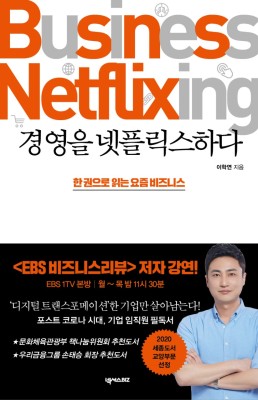 Business
Netflixing
경영을 넷플릭스하다
이학연 지음
한 권으로 읽는 요즘 비즈니스
<EBS 비즈니스리뷰> 저자 강연!
EBS 1TV 본방 | 월 ~ 목 밤 11시 30분
'디지털 트랜스포메이션'한 기업만 살아남는다!
포스트 코로나 시대, 기업 임직원 필독서
★문화체육관광부 책나눔위원회 추천도서
★우리금융그룹 손태승 회장 추천도서
2020
세종도서
교양부문
선정
넥서스BIZ